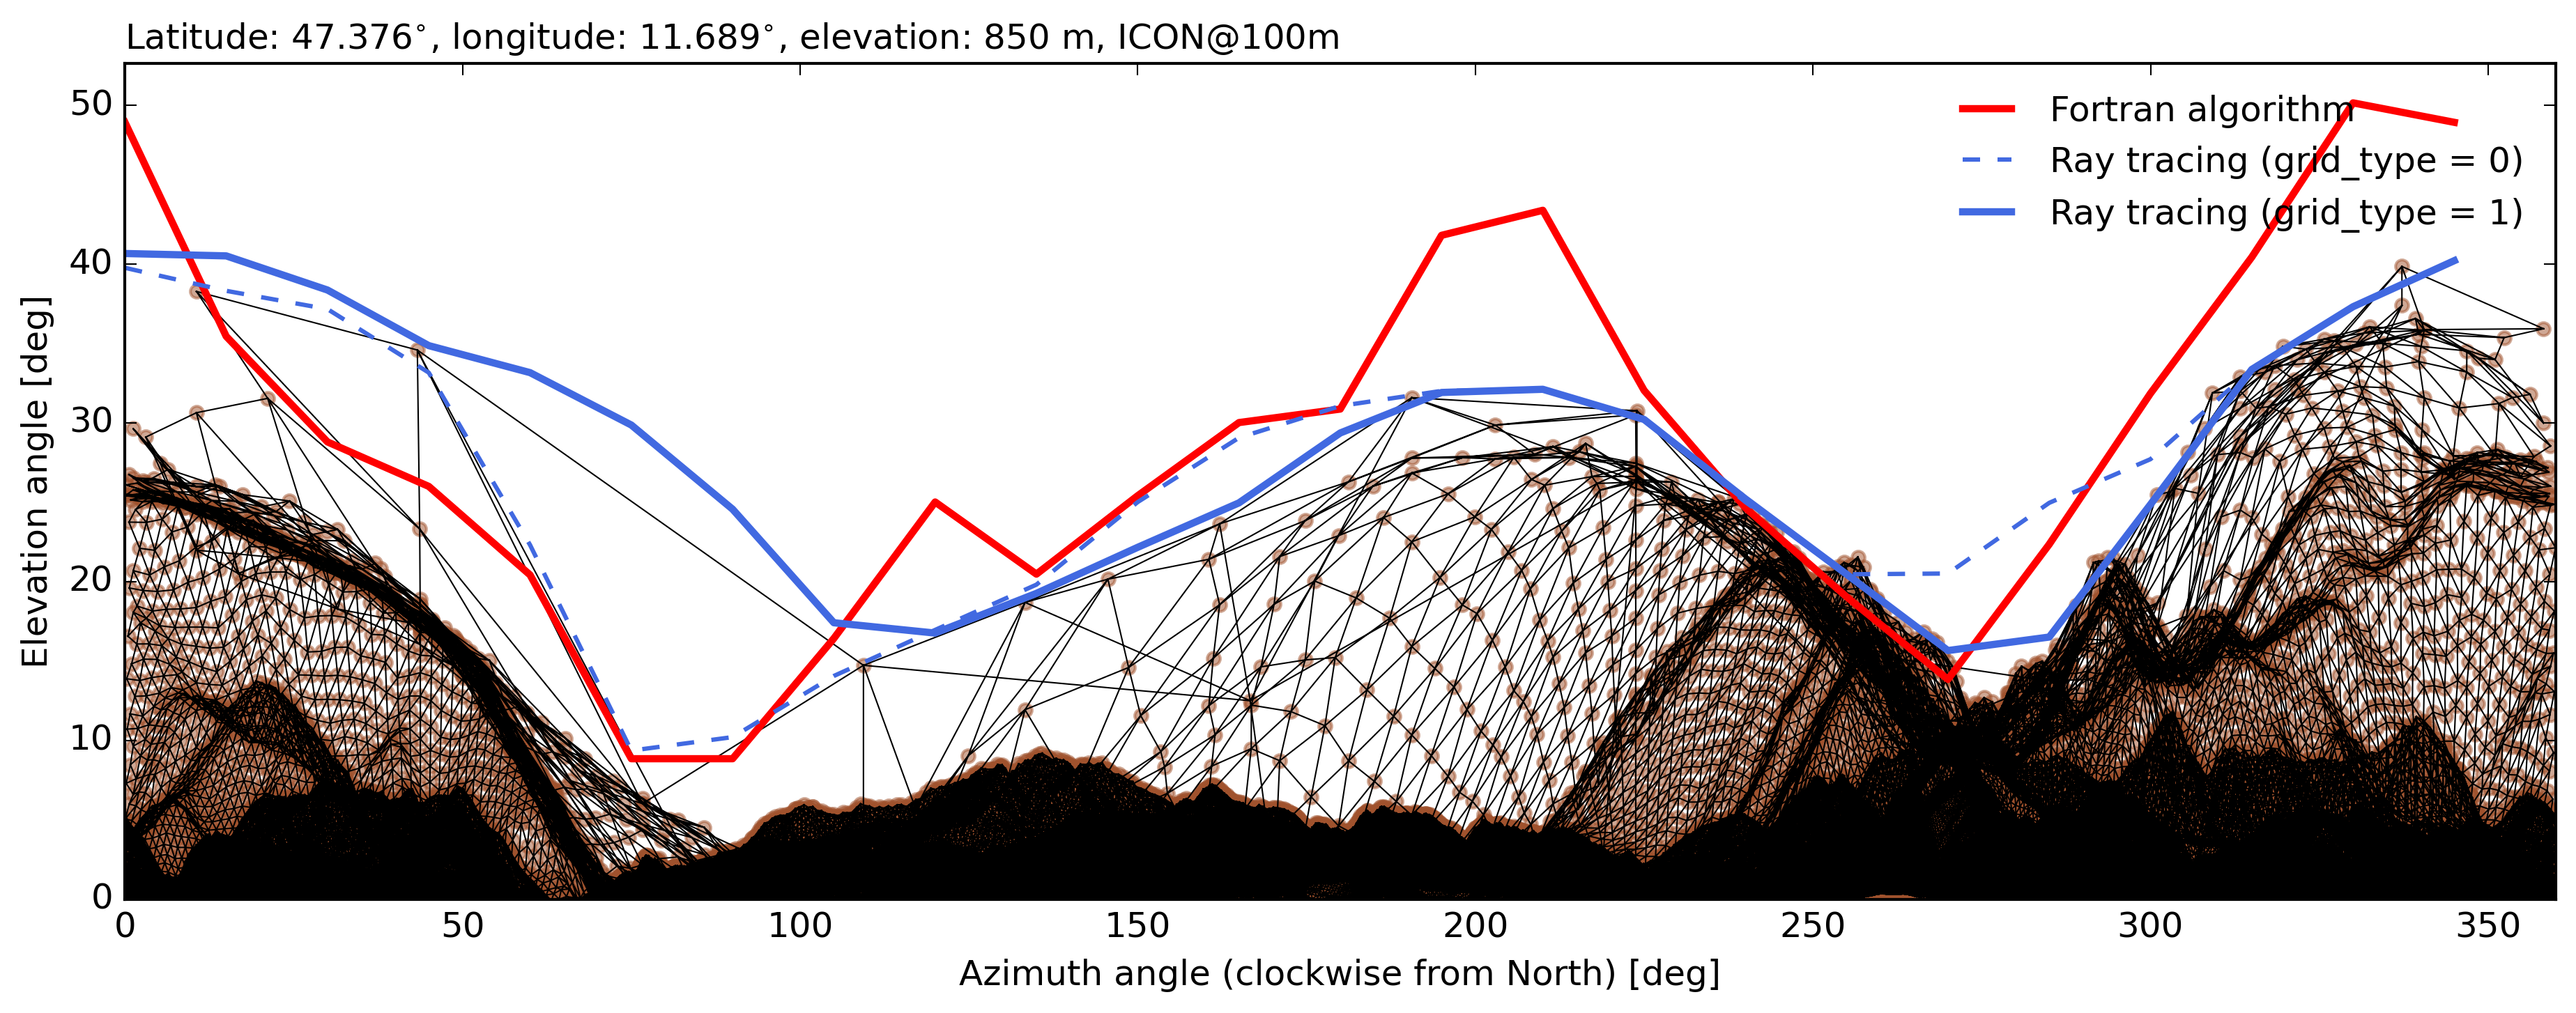 Latitude: 47.376°, longitude: 11.689°, elevation: 850 m, ICON@100m
50
40
30
20
10
0
Elevation angle [deg]
Fortran algorithm
Ray tracing (grid_type = 0)
Ray tracing (grid_type = 1)
0 50 100 150 200 250 300 350
Azimuth angle (clockwise from North) [deg]